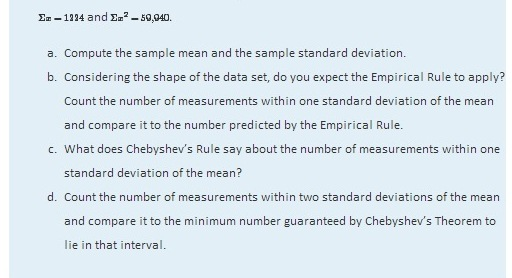 Σx = 1224 and Σx² = 59,040.
a. Compute the sample mean and the sample standard deviation.
b. Considering the shape of the data set, do you expect the Empirical Rule to apply?
Count the number of measurements within one standard deviation of the mean
and compare it to the number predicted by the Empirical Rule.
c. What does Chebyshev's Rule say about the number of measurements within one
standard deviation of the mean?
d. Count the number of measurements within two standard deviations of the mean
and compare it to the minimum number guaranteed by Chebyshev's Theorem to
lie in that interval.